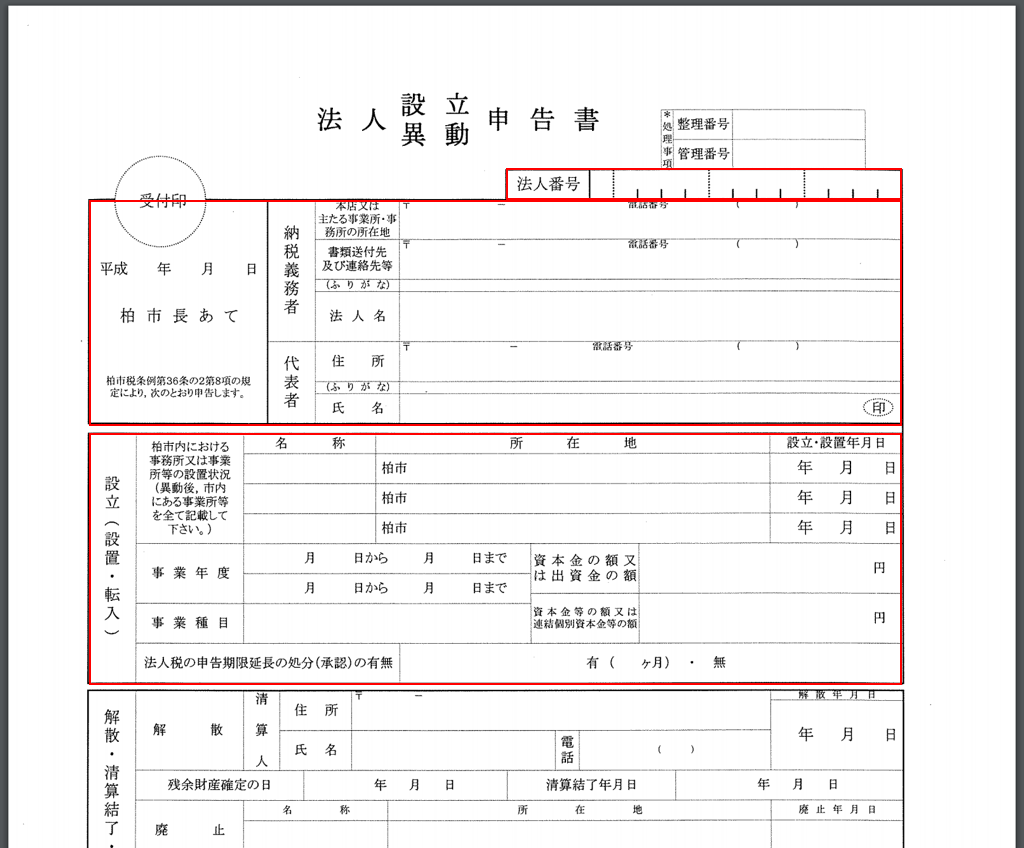 法人 設立 申告書
異動
＊処理事項
整理番号
管理番号
法人番号
受付印
平成 年 月 日
柏市長あて
柏市税条例第36条の2第8項の規
定により，次のとおり申告します。
納税義務者
本店又は
主たる事業所・事
務所の所在地
〒 － 電話番号 ( )
書類送付先
及び連絡先等
〒 － 電話番号 ( )
(ふりがな)
法人名
代表者
住所
〒 － 電話番号 ( )
(ふりがな)
氏名
印
設立（設置・転入）
柏市内における
事務所又は事業
所等の設置状況
（異動後，市内
にある事業所等
を全て記載して
下さい。）
名称 所在地 設立・設置年月日
柏市 年 月 日
柏市 年 月 日
柏市 年 月 日
事業年度
月 日から 月 日まで
月 日から 月 日まで
資本金の額又
は出資金の額
円
事業種目
資本金等の額又は
連結個別資本金等の額
円
法人税の申告期限延長の処分（承認）の有無
有（ ヶ月）・ 無
解散・清算結了・
解散
清算人
住所
〒 －
氏名
電話
( )
解散年月日
年 月 日
残余財産確定の日 年 月 日 清算結了年月日 年 月 日
廃止
名称 所在地 廃止年月日